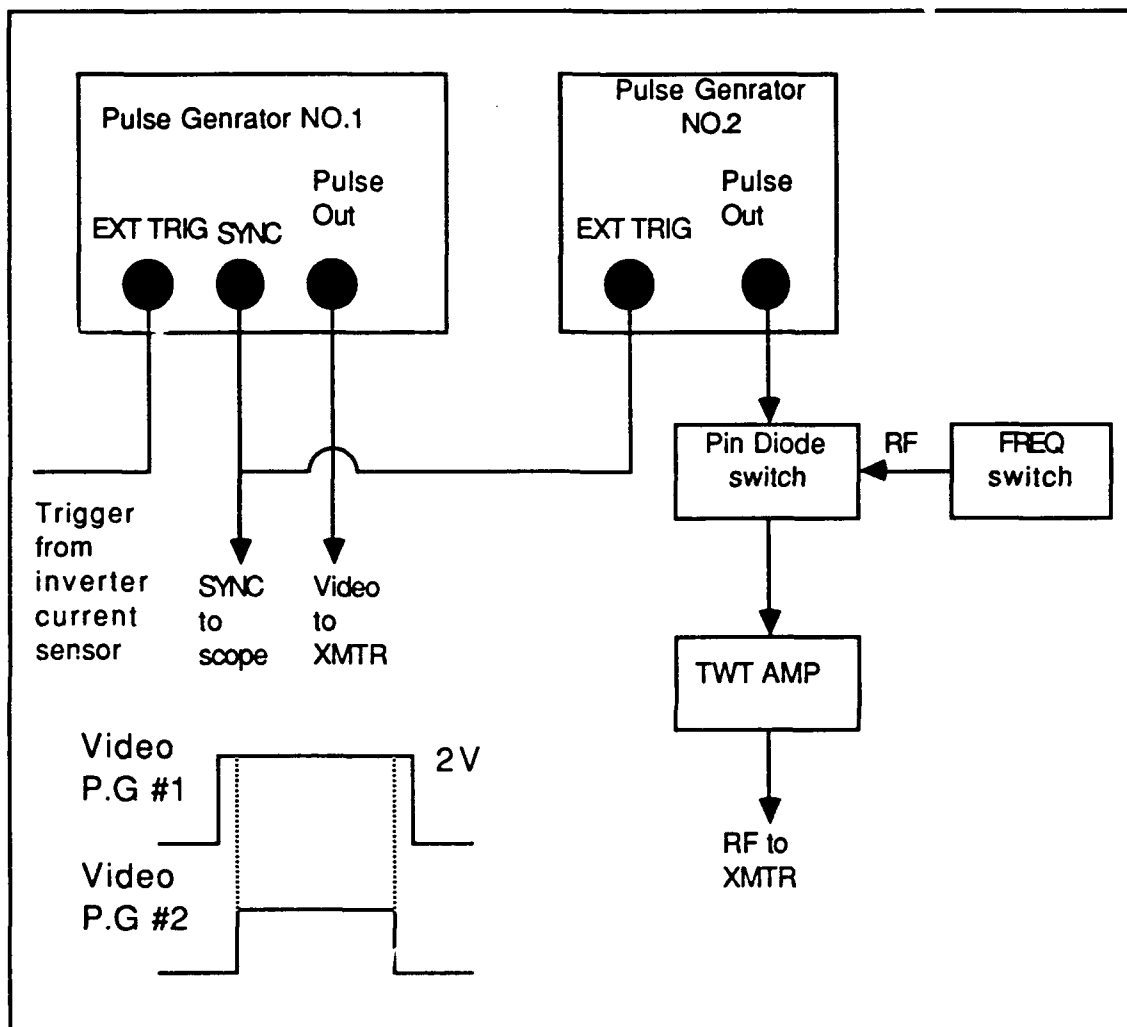 Pulse Genrator NO.1
Pulse
Out
EXT TRIG
SYNC
Pulse Genrator
NO.2
Pulse
Out
EXT TRIG
Pin Diode
switch
RF
FREQ
switch
Trigger
from
inverter
current
sensor
SYNC
to
scope
Video
to
XMTR
TWT AMP
RF to
XMTR
Video
P.G #1
2V
Video
P.G #2